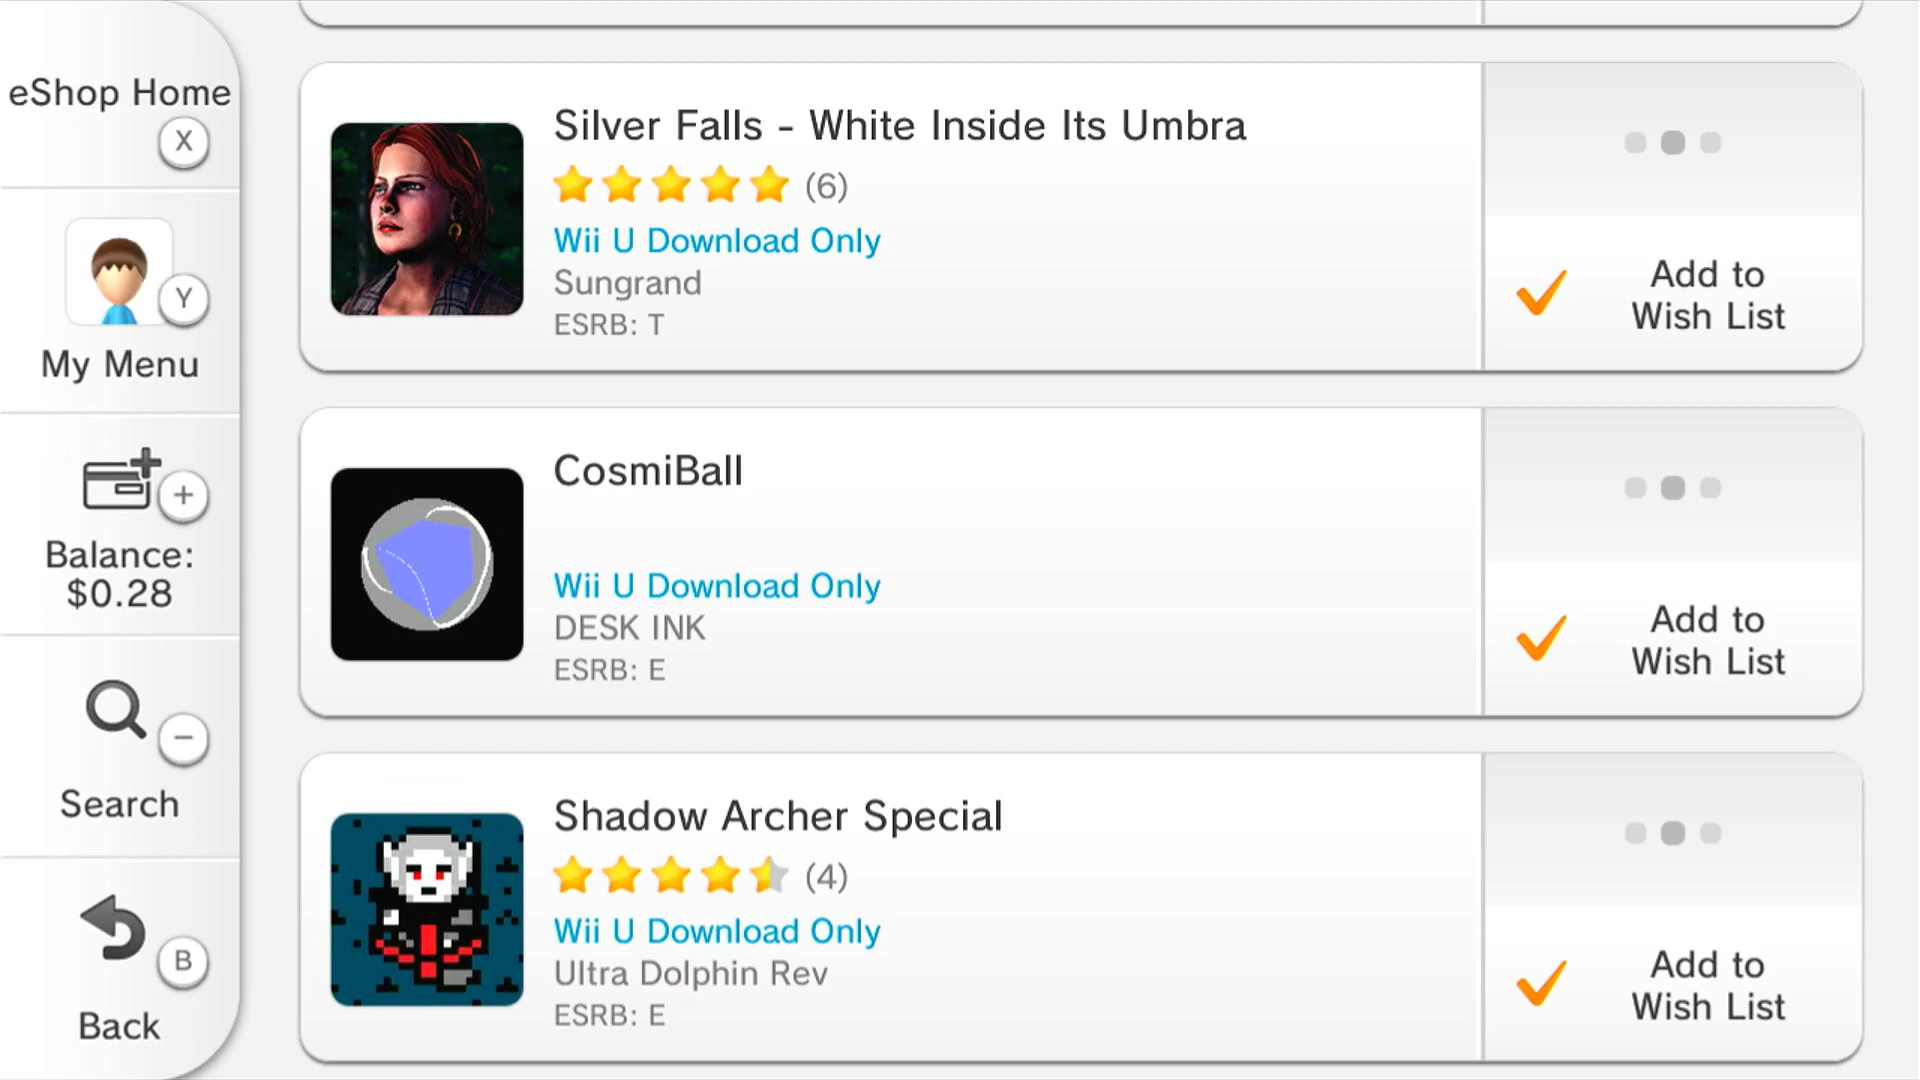 eShop Home
X
Y
My Menu
+
Balance:
$0.28
−
Search
B
Back
Silver Falls - White Inside Its Umbra
(6)
Wii U Download Only
Sungrand
ESRB: T
Add to
Wish List
CosmiBall
Wii U Download Only
DESK INK
ESRB: E
Add to
Wish List
Shadow Archer Special
(4)
Wii U Download Only
Ultra Dolphin Rev
ESRB: E
Add to
Wish List